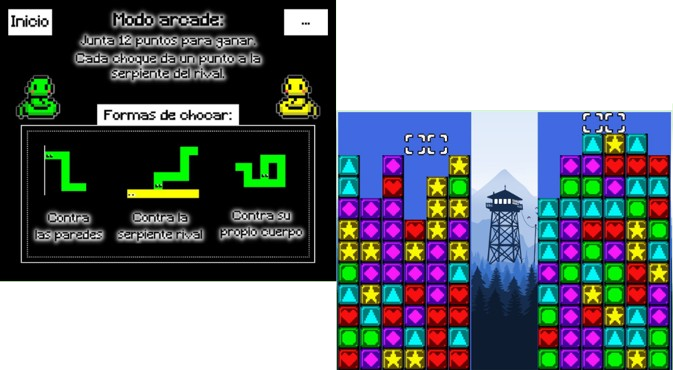 Inicio
Modo arcade:
...
Junta 12 puntos para ganar.
Cada choque da un punto a la
serpiente del rival.
Formas de chocar:
Contra
las paredes
Contra la
serpiente rival
Contra su
propio cuerpo